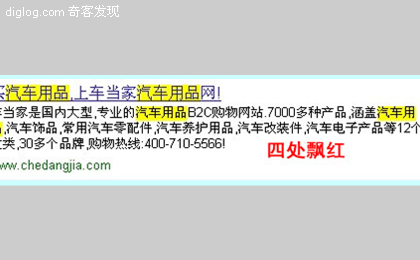 diglog.com 奇客发现
买汽车用品,上车当家汽车用品网!
车当家是国内大型,专业的汽车用品B2C购物网站.7000多种产品,涵盖汽车用
,汽车饰品,常用汽车零配件,汽车养护用品,汽车改装件,汽车电子产品等12个
类,30多个品牌,购物热线:400-710-5566!
四处飘红
www.chedangjia.com